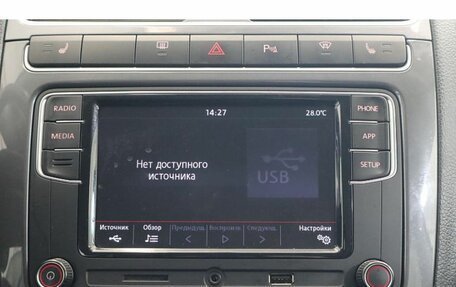 RADIO
14:27
28.0°C
PHONE
MEDIA
Нет доступного
источника
USB
APP
SETUP
Источник Обзор Предыдущ. Воспроизв. Следующ. Настройки